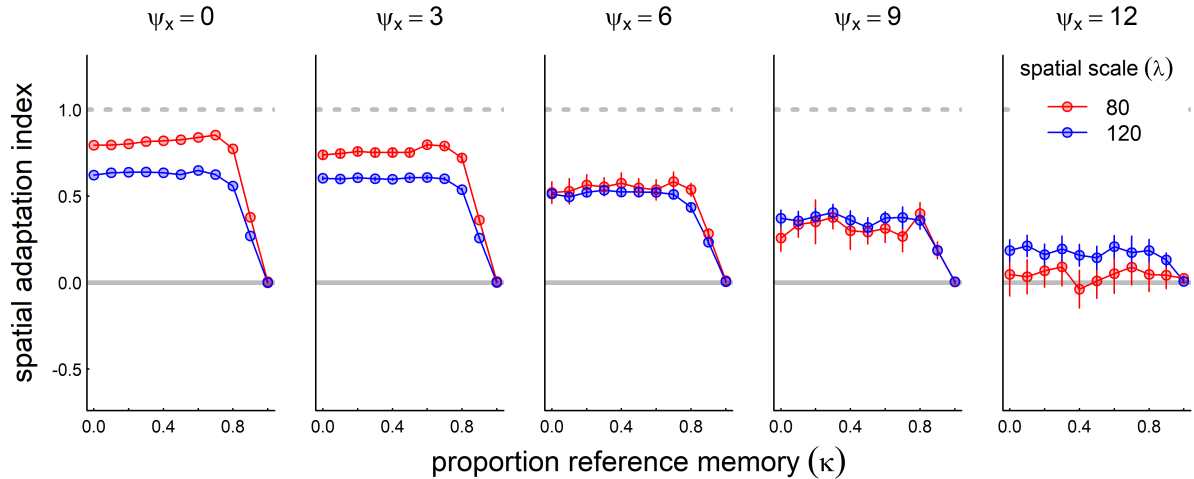 ψx = 0
ψx = 3
ψx = 6
ψx = 9
ψx = 12
spatial adaptation index
1.0
0.5
0.0
-0.5
spatial scale (λ)
80
120
0.0 0.4 0.8
0.0 0.4 0.8
0.0 0.4 0.8
0.0 0.4 0.8
0.0 0.4 0.8
proportion reference memory (κ)